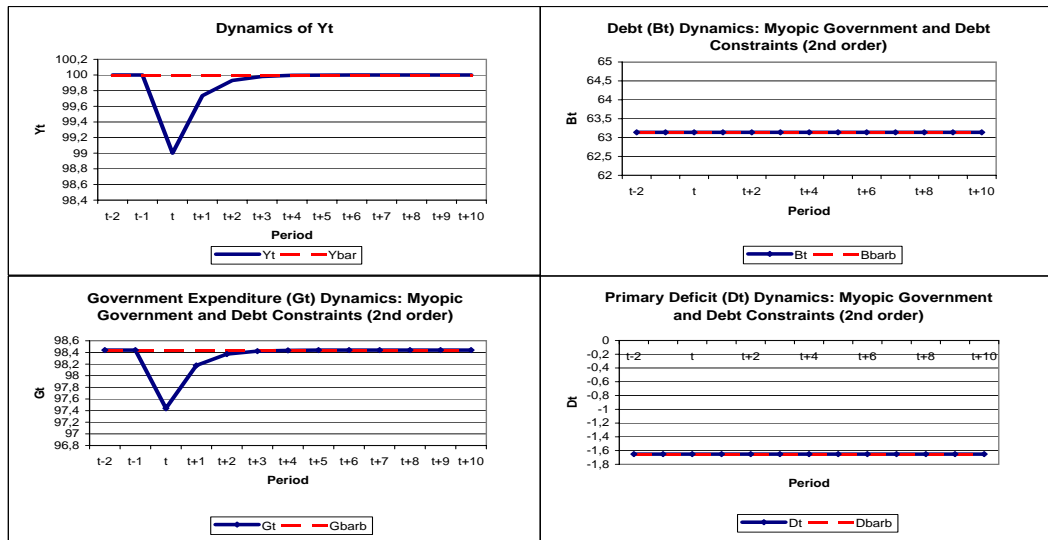 Dynamics of Yt
100,2
100
99,8
99,6
99,4
99,2
99
98,8
98,6
98,4
Yt
t-2 t-1 t t+1 t+2 t+3 t+4 t+5 t+6 t+7 t+8 t+9 t+10
Period
Yt Ybar
Debt (Bt) Dynamics: Myopic Government and Debt
Constraints (2nd order)
65
64,5
64
63,5
63
62,5
62
Bt
t-2 t t+2 t+4 t+6 t+8 t+10
Period
Bt Bbarb
Government Expenditure (Gt) Dynamics: Myopic
Government and Debt Constraints (2nd order)
98,6
98,4
98,2
98
97,8
97,6
97,4
97,2
97
96,8
Gt
t-2 t-1 t t+1 t+2 t+3 t+4 t+5 t+6 t+7 t+8 t+9 t+10
Period
Gt Gbarb
Primary Deficit (Dt) Dynamics: Myopic Government
and Debt Constraints (2nd order)
0
-0,2
-0,4
-0,6
-0,8
-1
-1,2
-1,4
-1,6
-1,8
Dt
t-2 t t+2 t+4 t+6 t+8 t+10
Period
Dt Dbarb